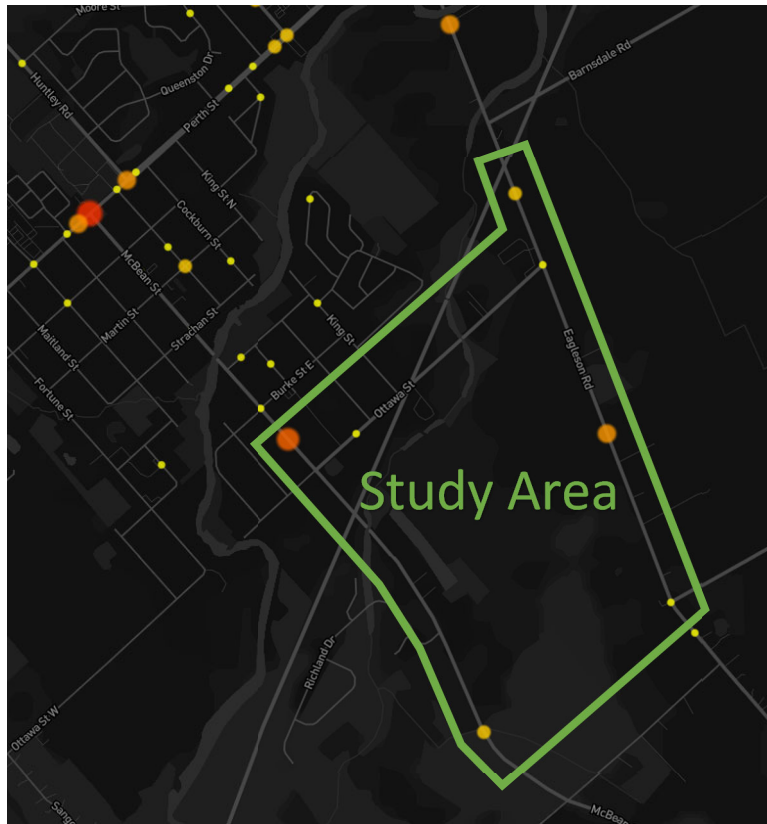 Moore St
Barnsdale Rd
Huntley Rd
Queenston Dr
Perth St
King St N
Cockburn St
McBean St
Martin St
Strachan St
Maitland St
Fortune St
King St
Burke St E
Ottawa St
Eagleson Rd
Study Area
Richland Dr
Ottawa St W
McBea
Sange